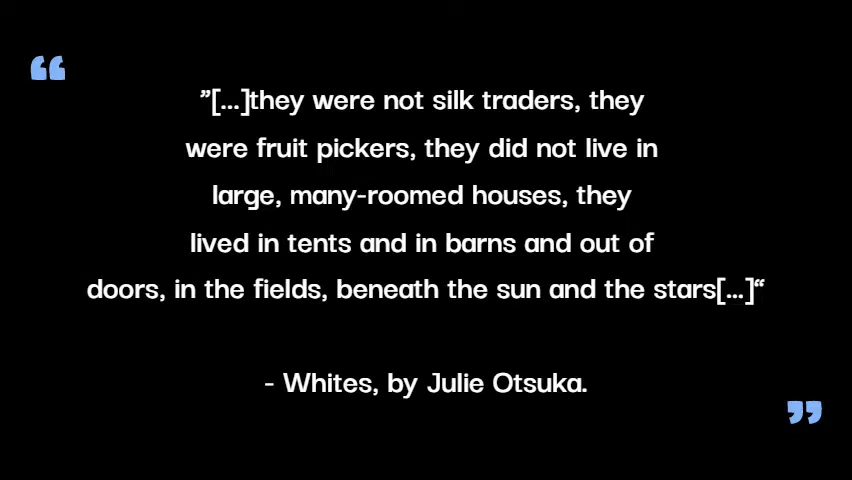 “
”[...]they were not silk traders, they
were fruit pickers, they did not live in
large, many-roomed houses, they
lived in tents and in barns and out of
doors, in the fields, beneath the sun and the stars[...]“
- Whites, by Julie Otsuka.
”